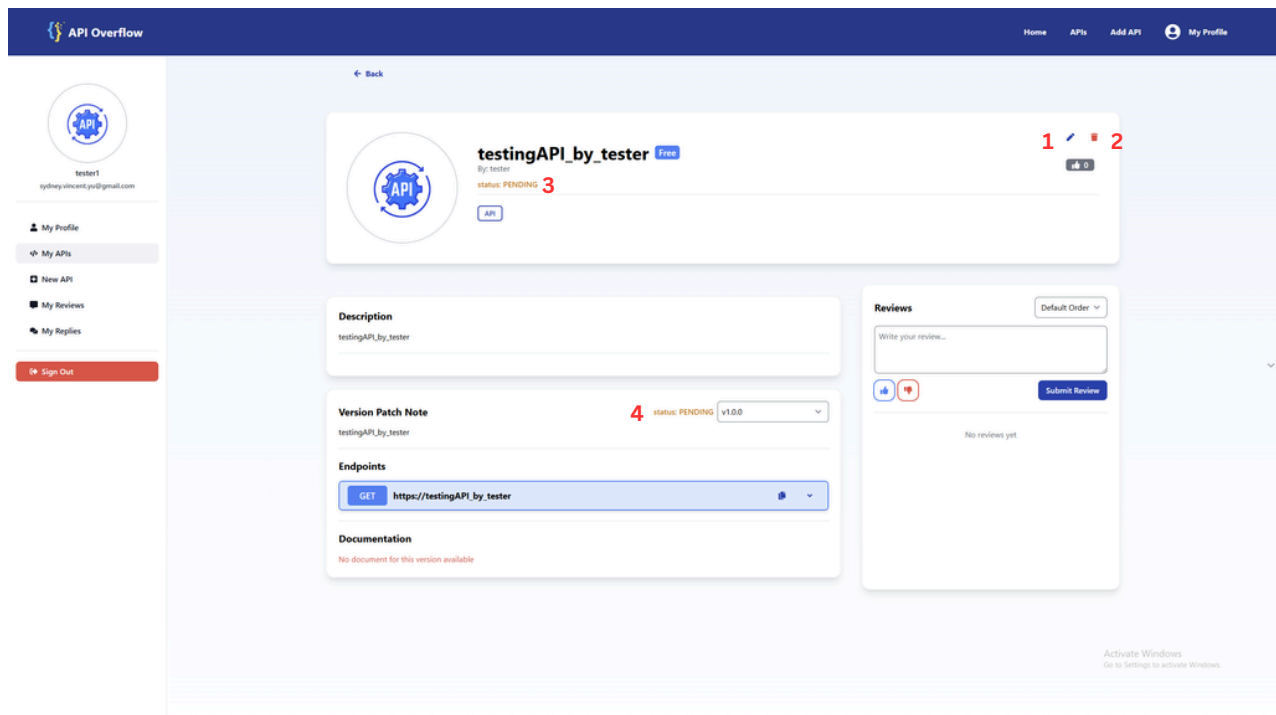 API Overflow
Home APIs Add API My Profile
API
tester1
sydney.vincent.yu@gmail.com
My Profile
My APIs
New API
My Reviews
My Replies
Sign Out
Back
API
testingAPI_by_tester Free
By: tester
status: PENDING 3
API
1 2
0
Description
testingAPI_by_tester
Version Patch Note 4 status: PENDING v1.0.0
testingAPI_by_tester
Endpoints
GET https://testingAPI_by_tester
Documentation
No document for this version available
Reviews Default Order
Write your review...
Submit Review
No reviews yet
Activate Windows
Go to Settings to activate Windows.